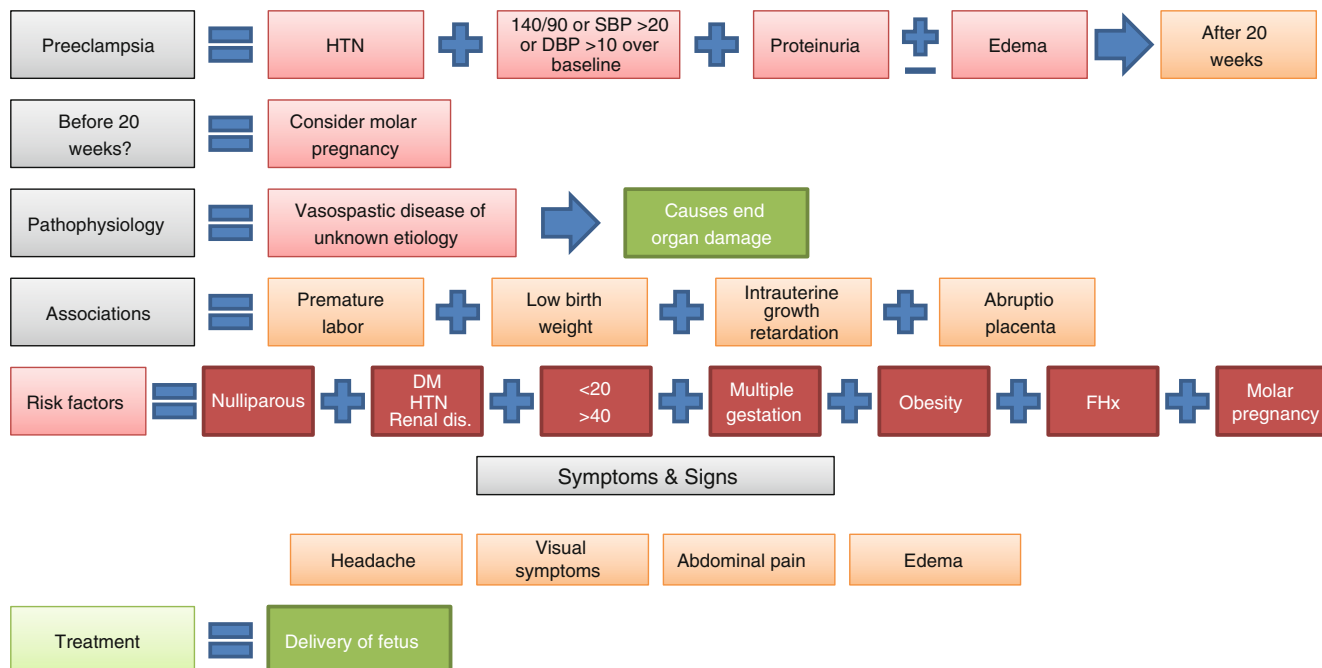 Preeclampsia
HTN
140/90 or SBP >20
or DBP >10 over
baseline
Proteinuria
Edema
After 20
weeks
Before 20
weeks?
Consider molar
pregnancy
Pathophysiology
Vasospastic disease of
unknown etiology
Causes end
organ damage
Associations
Premature
labor
Low birth
weight
Intrauterine
growth
retardation
Abruptio
placenta
Risk factors
Nulliparous
DM
HTN
Renal dis.
<20
>40
Multiple
gestation
Obesity
FHx
Molar
pregnancy
Symptoms & Signs
Headache
Visual
symptoms
Abdominal pain
Edema
Treatment
Delivery of fetus